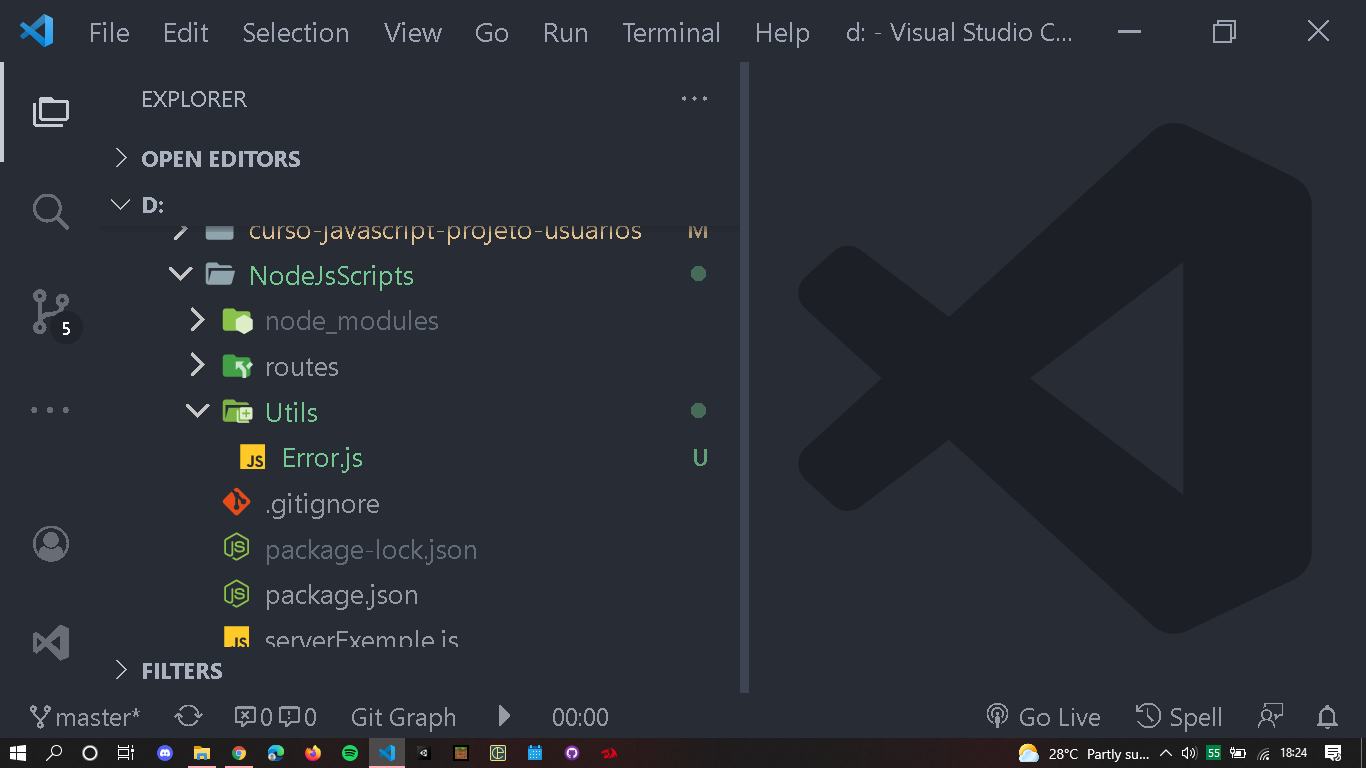 File Edit Selection View Go Run Terminal Help d: - Visual Studio C...
EXPLORER
OPEN EDITORS
D:
curso-javascript-projeto-usuarios M
NodeJsScripts
node_modules
routes
Utils
JS Error.js U
.gitignore
package-lock.json
package.json
JS serverExemple.js
FILTERS
5
master* 0 0 Git Graph 00:00 Go Live Spell
28°C Partly su... 55 18:24